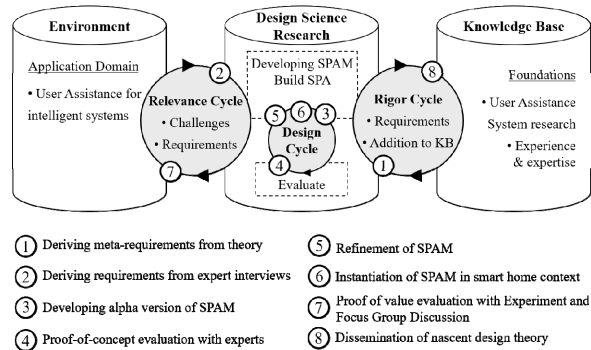 Environment
Application Domain
• User Assistance for
intelligent systems
Relevance Cycle
• Challenges
• Requirements
2
7
Design Science
Research
Developing SPAM
Build SPA
5
6
3
Design
Cycle
4
Evaluate
Rigor Cycle
• Requirements
• Addition to KB
8
1
Knowledge Base
Foundations
• User Assistance
System research
• Experience
& expertise
1 Deriving meta-requirements from theory
2 Deriving requirements from expert interviews
3 Developing alpha version of SPAM
4 Proof-of-concept evaluation with experts
5 Refinement of SPAM
6 Instantiation of SPAM in smart home context
7 Proof of value evaluation with Experiment and
Focus Group Discussion
8 Dissemination of nascent design theory